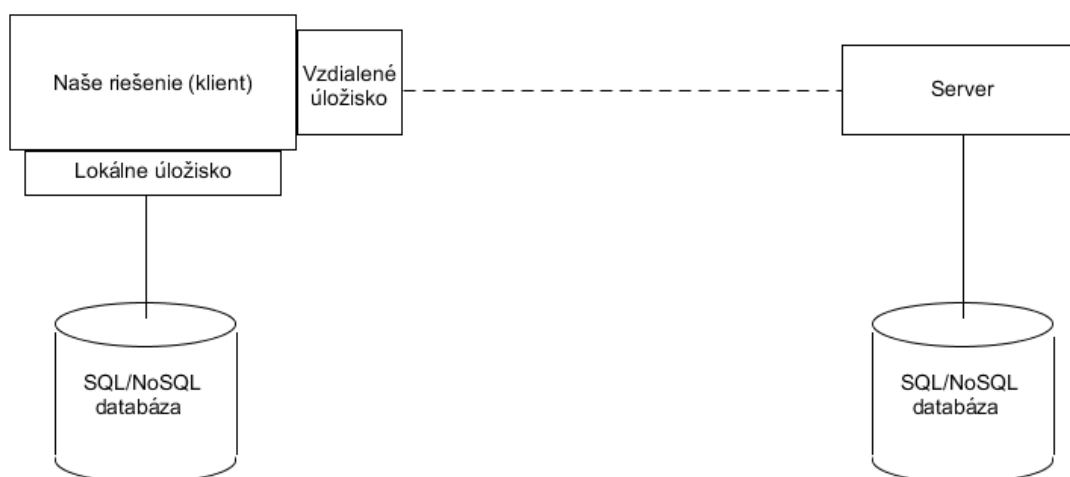 Naše riešenie (klient)
Vzdialené
úložisko
Server
Lokálne úložisko
SQL/NoSQL
databáza
SQL/NoSQL
databáza